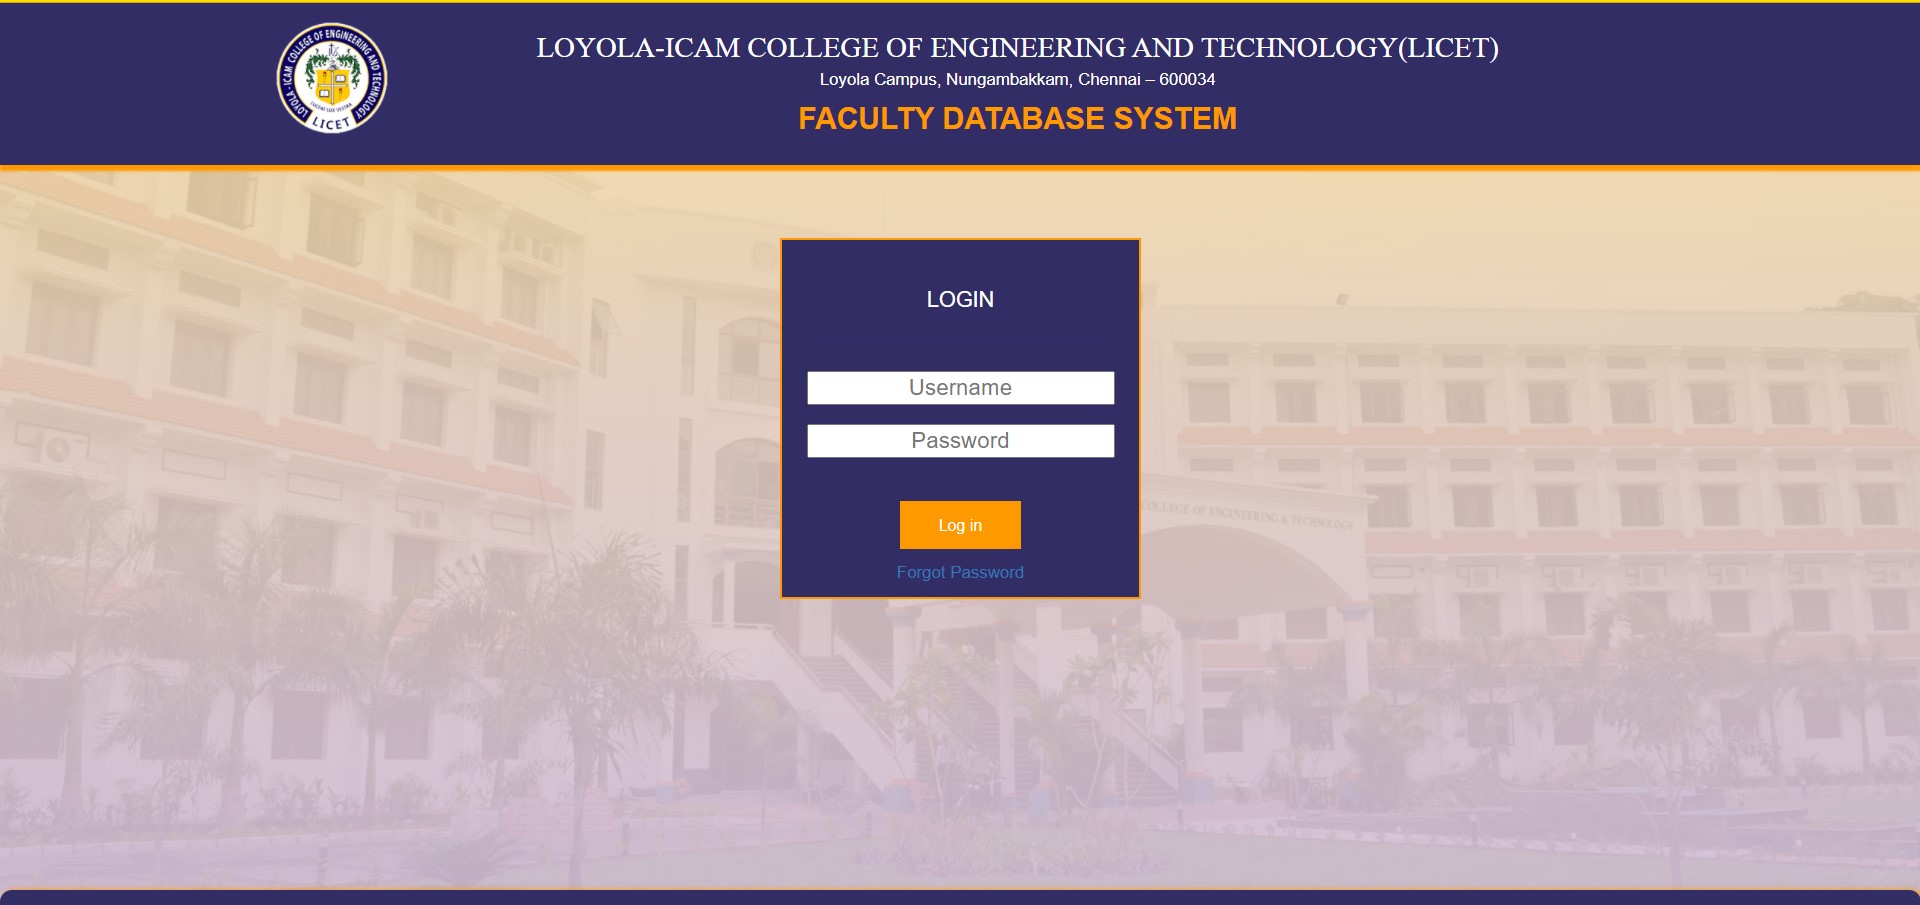 LOYOLA-ICAM COLLEGE OF ENGINEERING AND TECHNOLOGY
LICET
LOYOLA-ICAM COLLEGE OF ENGINEERING AND TECHNOLOGY(LICET)
Loyola Campus, Nungambakkam, Chennai – 600034
FACULTY DATABASE SYSTEM
LOGIN
Username
Password
COLLEGE OF ENGINEERING & TECHNOLOGY
Log in
Forgot Password